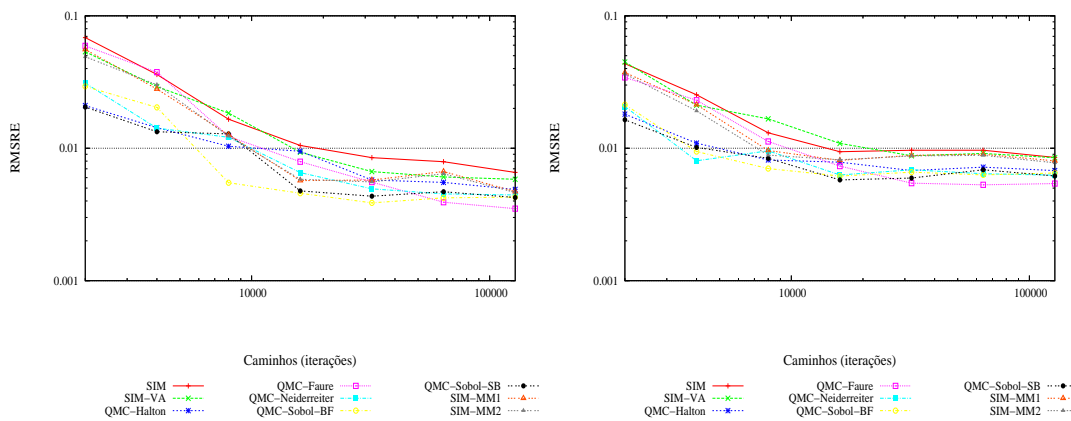 0.1
0.01
0.001
RMSRE
10000
100000
Caminhos (iterações)
SIM
SIM−VA
QMC−Halton
QMC−Faure
QMC−Neiderreiter
QMC−Sobol−BF
QMC−Sobol−SB
SIM−MM1
SIM−MM2
0.1
0.01
0.001
RMSRE
10000
100000
Caminhos (iterações)
SIM
SIM−VA
QMC−Halton
QMC−Faure
QMC−Neiderreiter
QMC−Sobol−BF
QMC−Sobol−SB
SIM−MM1
SIM−MM2